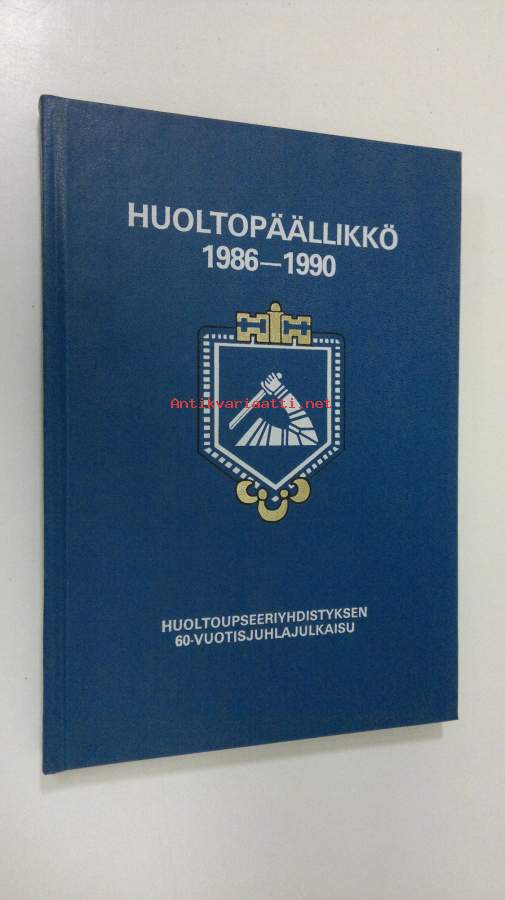 HUOLTOPÄÄLLIKKÖ
1986—1990
Antikvariaatti.net
HUOLTOUPSEERIYHDISTYKSEN
60-VUOTISJUHLAJULKAISU